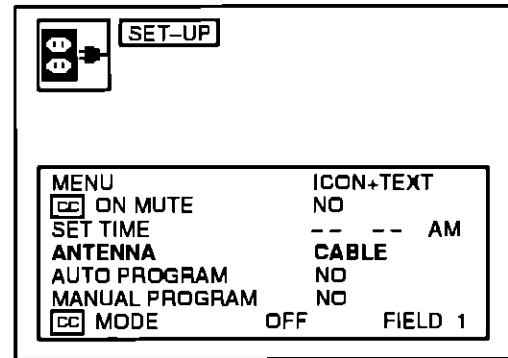 SET–UP
MENU ICON+TEXT
CC ON MUTE NO
SET TIME – – – – AM
ANTENNA CABLE
AUTO PROGRAM NO
MANUAL PROGRAM NO
CC MODE OFF FIELD 1